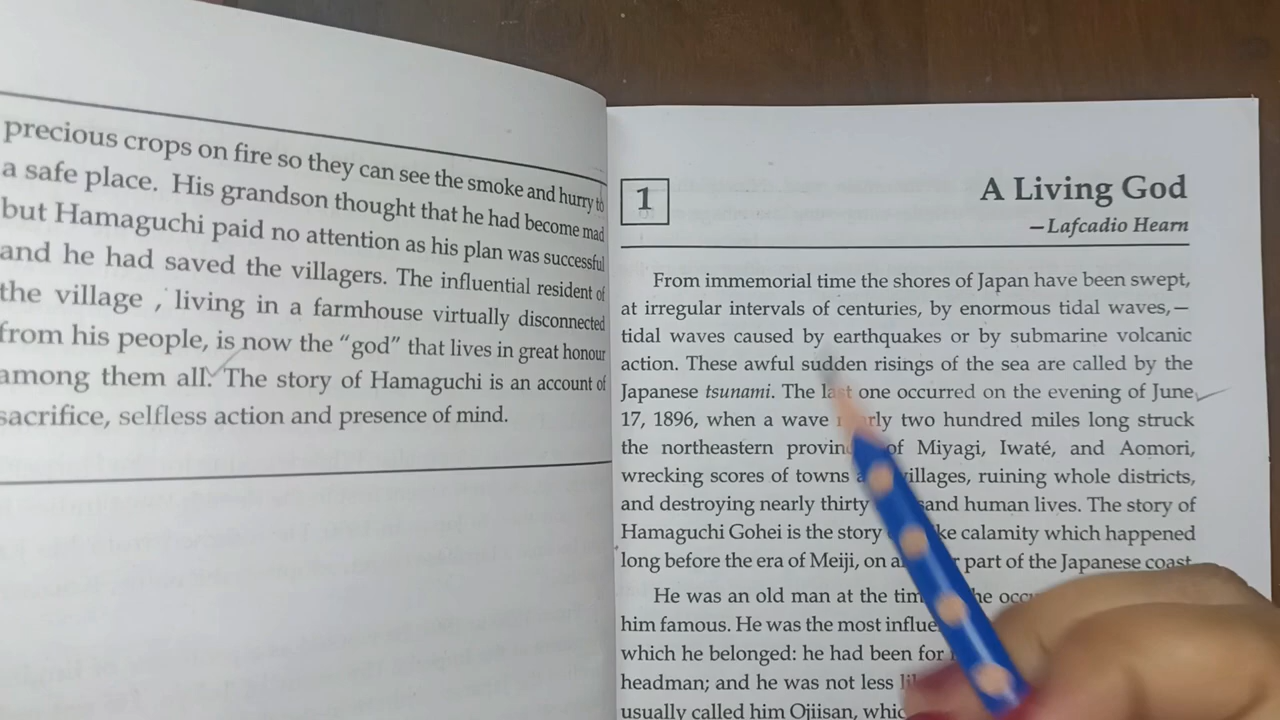 precious crops on fire so they can see the smoke and hurry to
a safe place. His grandson thought that he had become mad
but Hamaguchi paid no attention as his plan was successful
and he had saved the villagers. The influential resident of
the village , living in a farmhouse virtually disconnected
from his people, is now the “god” that lives in great honour
among them all. The story of Hamaguchi is an account of
sacrifice, selfless action and presence of mind.
1
A Living God
—Lafcadio Hearn
From immemorial time the shores of Japan have been swept,
at irregular intervals of centuries, by enormous tidal waves,—
tidal waves caused by earthquakes or by submarine volcanic
action. These awful sudden risings of the sea are called by the
Japanese tsunami. The last one occurred on the evening of June
17, 1896, when a wave nearly two hundred miles long struck
the northeastern of Miyagi, Iwaté, and Aomori,
wrecking scores of towns villages, ruining whole districts,
and destroying nearly thirty human lives. The story of
Hamaguchi Gohei is the story calamity which happened
long before the era of Meiji, on part of the Japanese coast.
He was an old man at the
him famous. He was the most
which he belonged: he had been for
headman; and he was not less
usually called him Ojiisan,